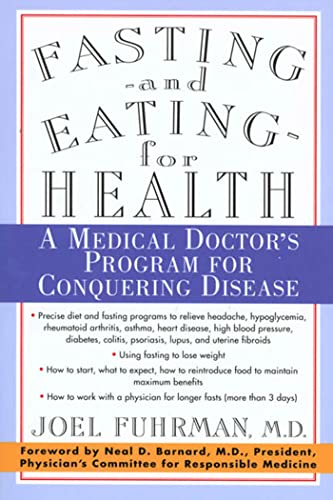 FASTING
-and
EATING-
for
HEALTH
A MEDICAL DOCTOR'S
PROGRAM FOR
CONQUERING DISEASE
• Precise diet and fasting programs to relieve headache, hypoglycemia,
rheumatoid arthritis, asthma, heart disease, high blood pressure,
diabetes, colitis, psoriasis, lupus, and uterine fibroids
• Using fasting to lose weight
• How to start, what to expect, how to reintroduce food to maintain
maximum benefits
• How to work with a physician for longer fasts (more than 3 days)
JOEL FUHRMAN, M.D.
Foreword by Neal D. Barnard, M.D., President,
Physician's Committee for Responsible Medicine